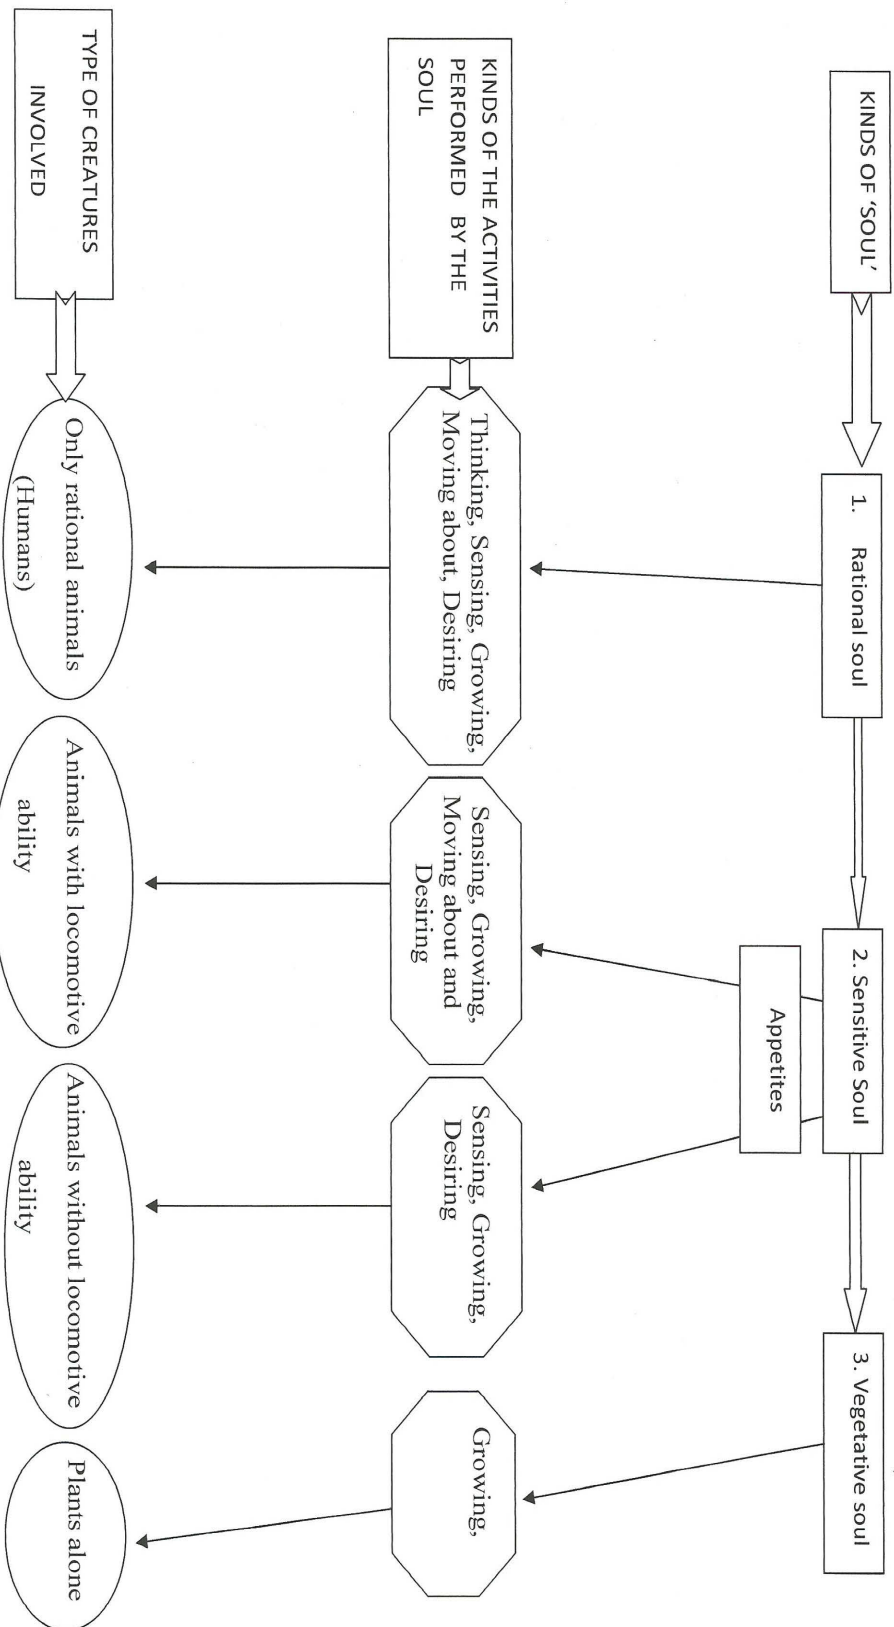 KINDS OF 'SOUL'
1. Rational soul
2. Sensitive Soul
3. Vegetative soul
Appetites
KINDS OF THE ACTIVITIES
PERFORMED BY THE
SOUL
Thinking, Sensing, Growing,
Moving about, Desiring
Sensing, Growing,
Moving about and
Desiring
Sensing, Growing,
Desiring
Growing,
TYPE OF CREATURES
INVOLVED
Only rational animals
(Humans)
Animals with locomotive
ability
Animals without locomotive
ability
Plants alone